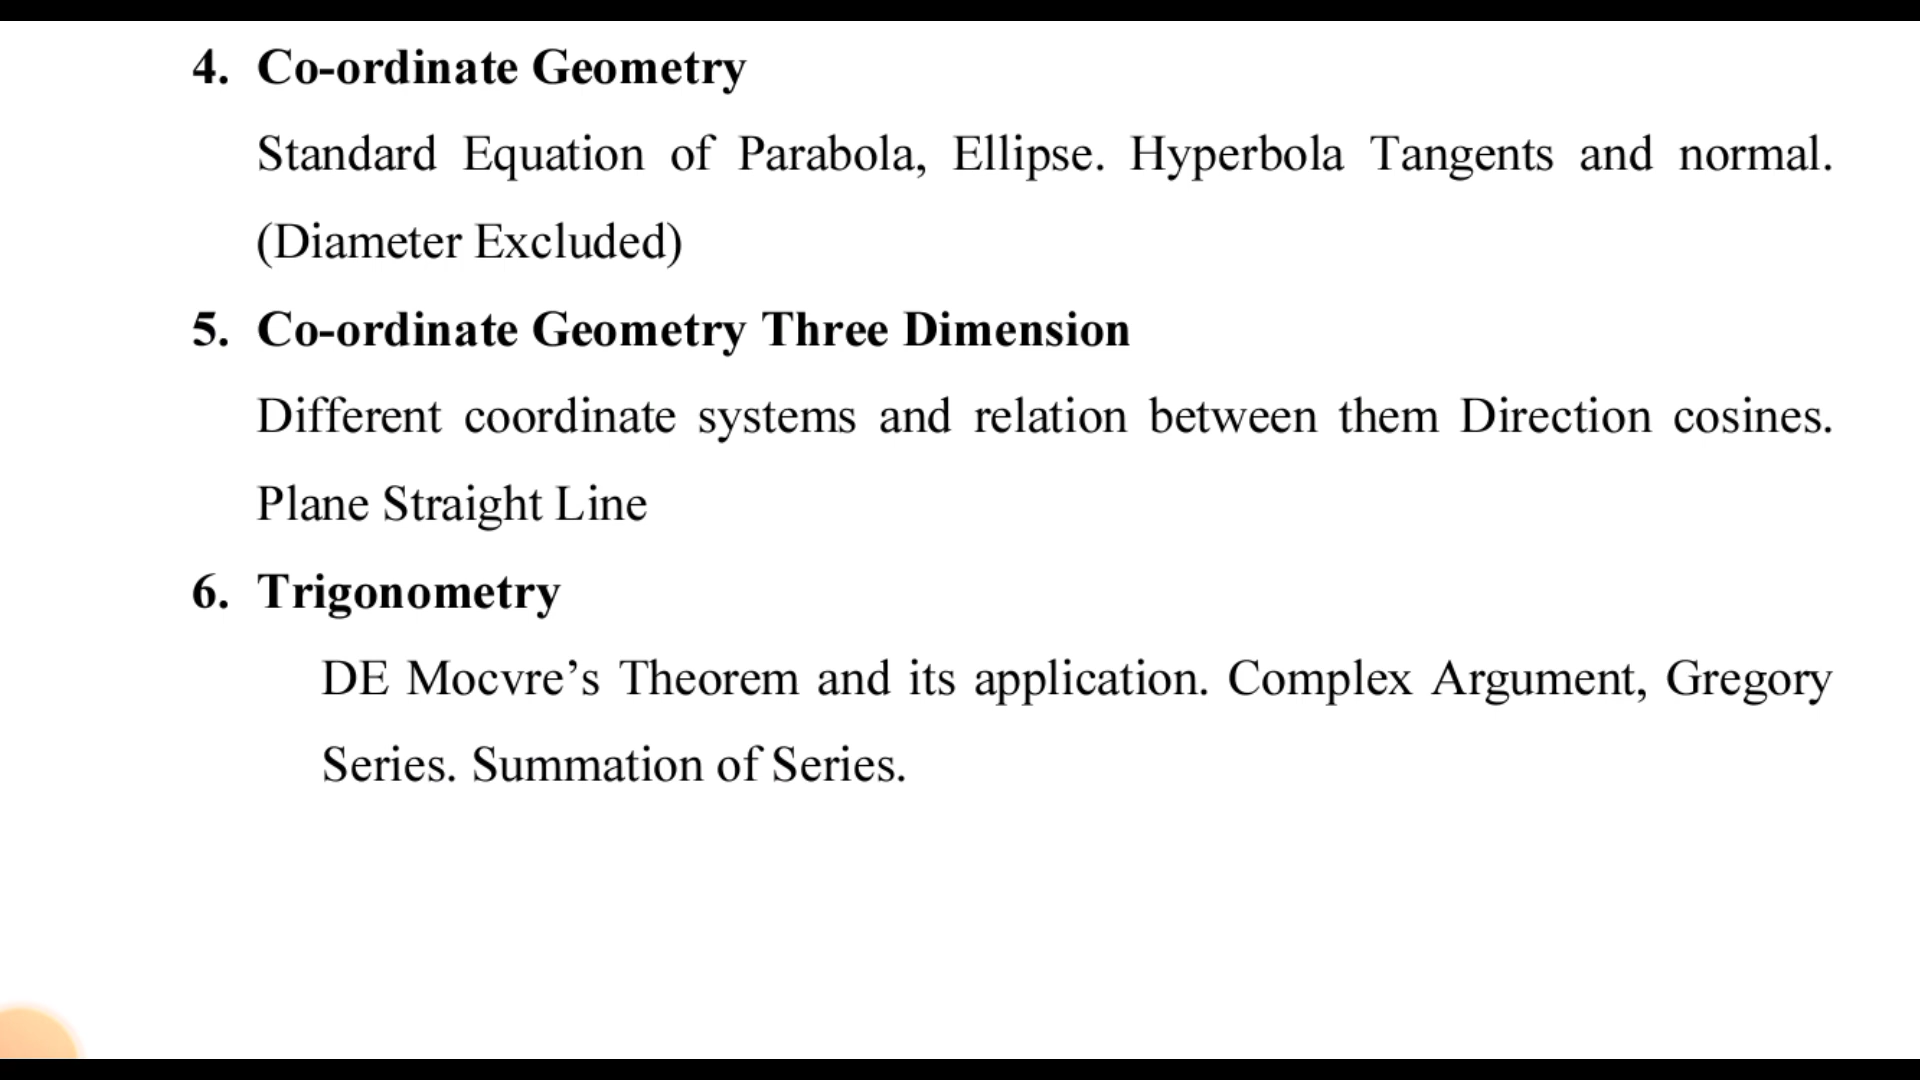 4. Co-ordinate Geometry
Standard Equation of Parabola, Ellipse. Hyperbola Tangents and normal.
(Diameter Excluded)
5. Co-ordinate Geometry Three Dimension
Different coordinate systems and relation between them Direction cosines.
Plane Straight Line
6. Trigonometry
DE Mocvre’s Theorem and its application. Complex Argument, Gregory
Series. Summation of Series.